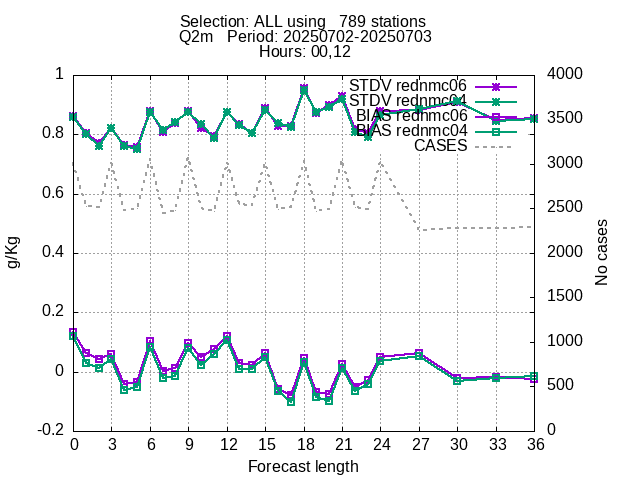 Selection: ALL using   789 stations
Q2m   Period: 20250702-20250703
Hours: 00,12
STDV rednmc06
STDV rednmc04
BIAS rednmc06
BIAS rednmc04
CASES
1
0.8
0.6
0.4
0.2
0
-0.2
g/Kg
4000
3500
3000
2500
2000
1500
1000
500
0
No cases
0 3 6 9 12 15 18 21 24 27 30 33 36
Forecast length